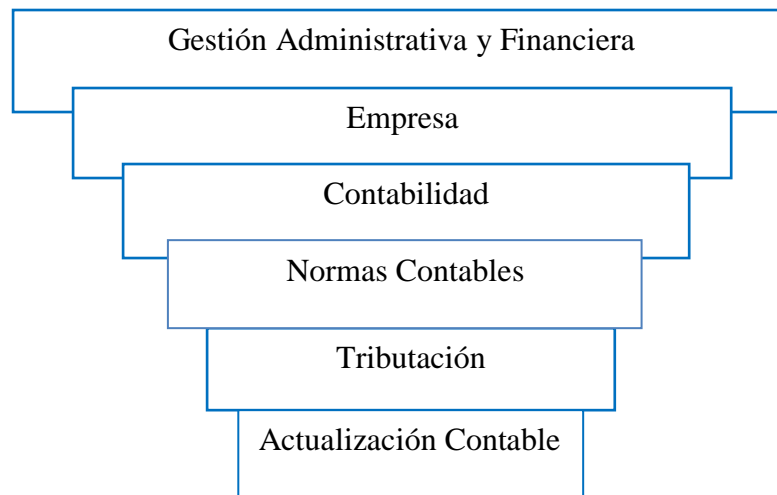 Gestión Administrativa y Financiera
Empresa
Contabilidad
Normas Contables
Tributación
Actualización Contable